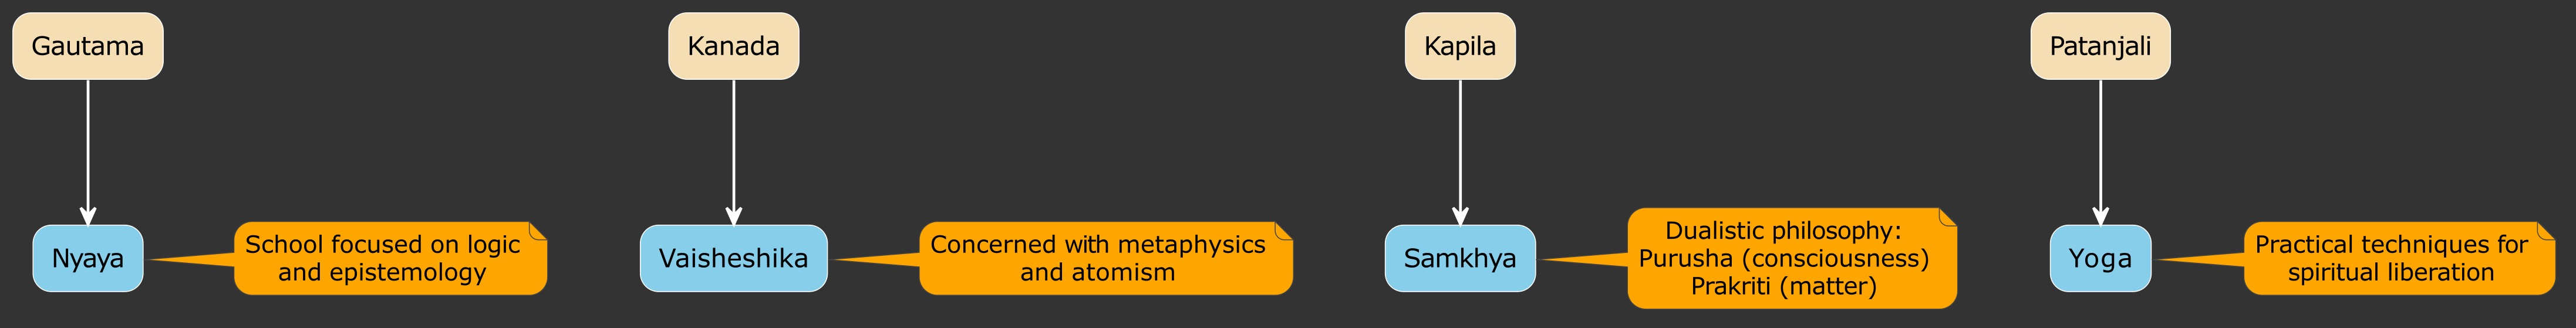 Gautama
Kanada
Kapila
Patanjali
Nyaya
School focused on logic
and epistemology
Vaisheshika
Concerned with metaphysics
and atomism
Samkhya
Dualistic philosophy:
Purusha (consciousness)
Prakriti (matter)
Yoga
Practical techniques for
spiritual liberation